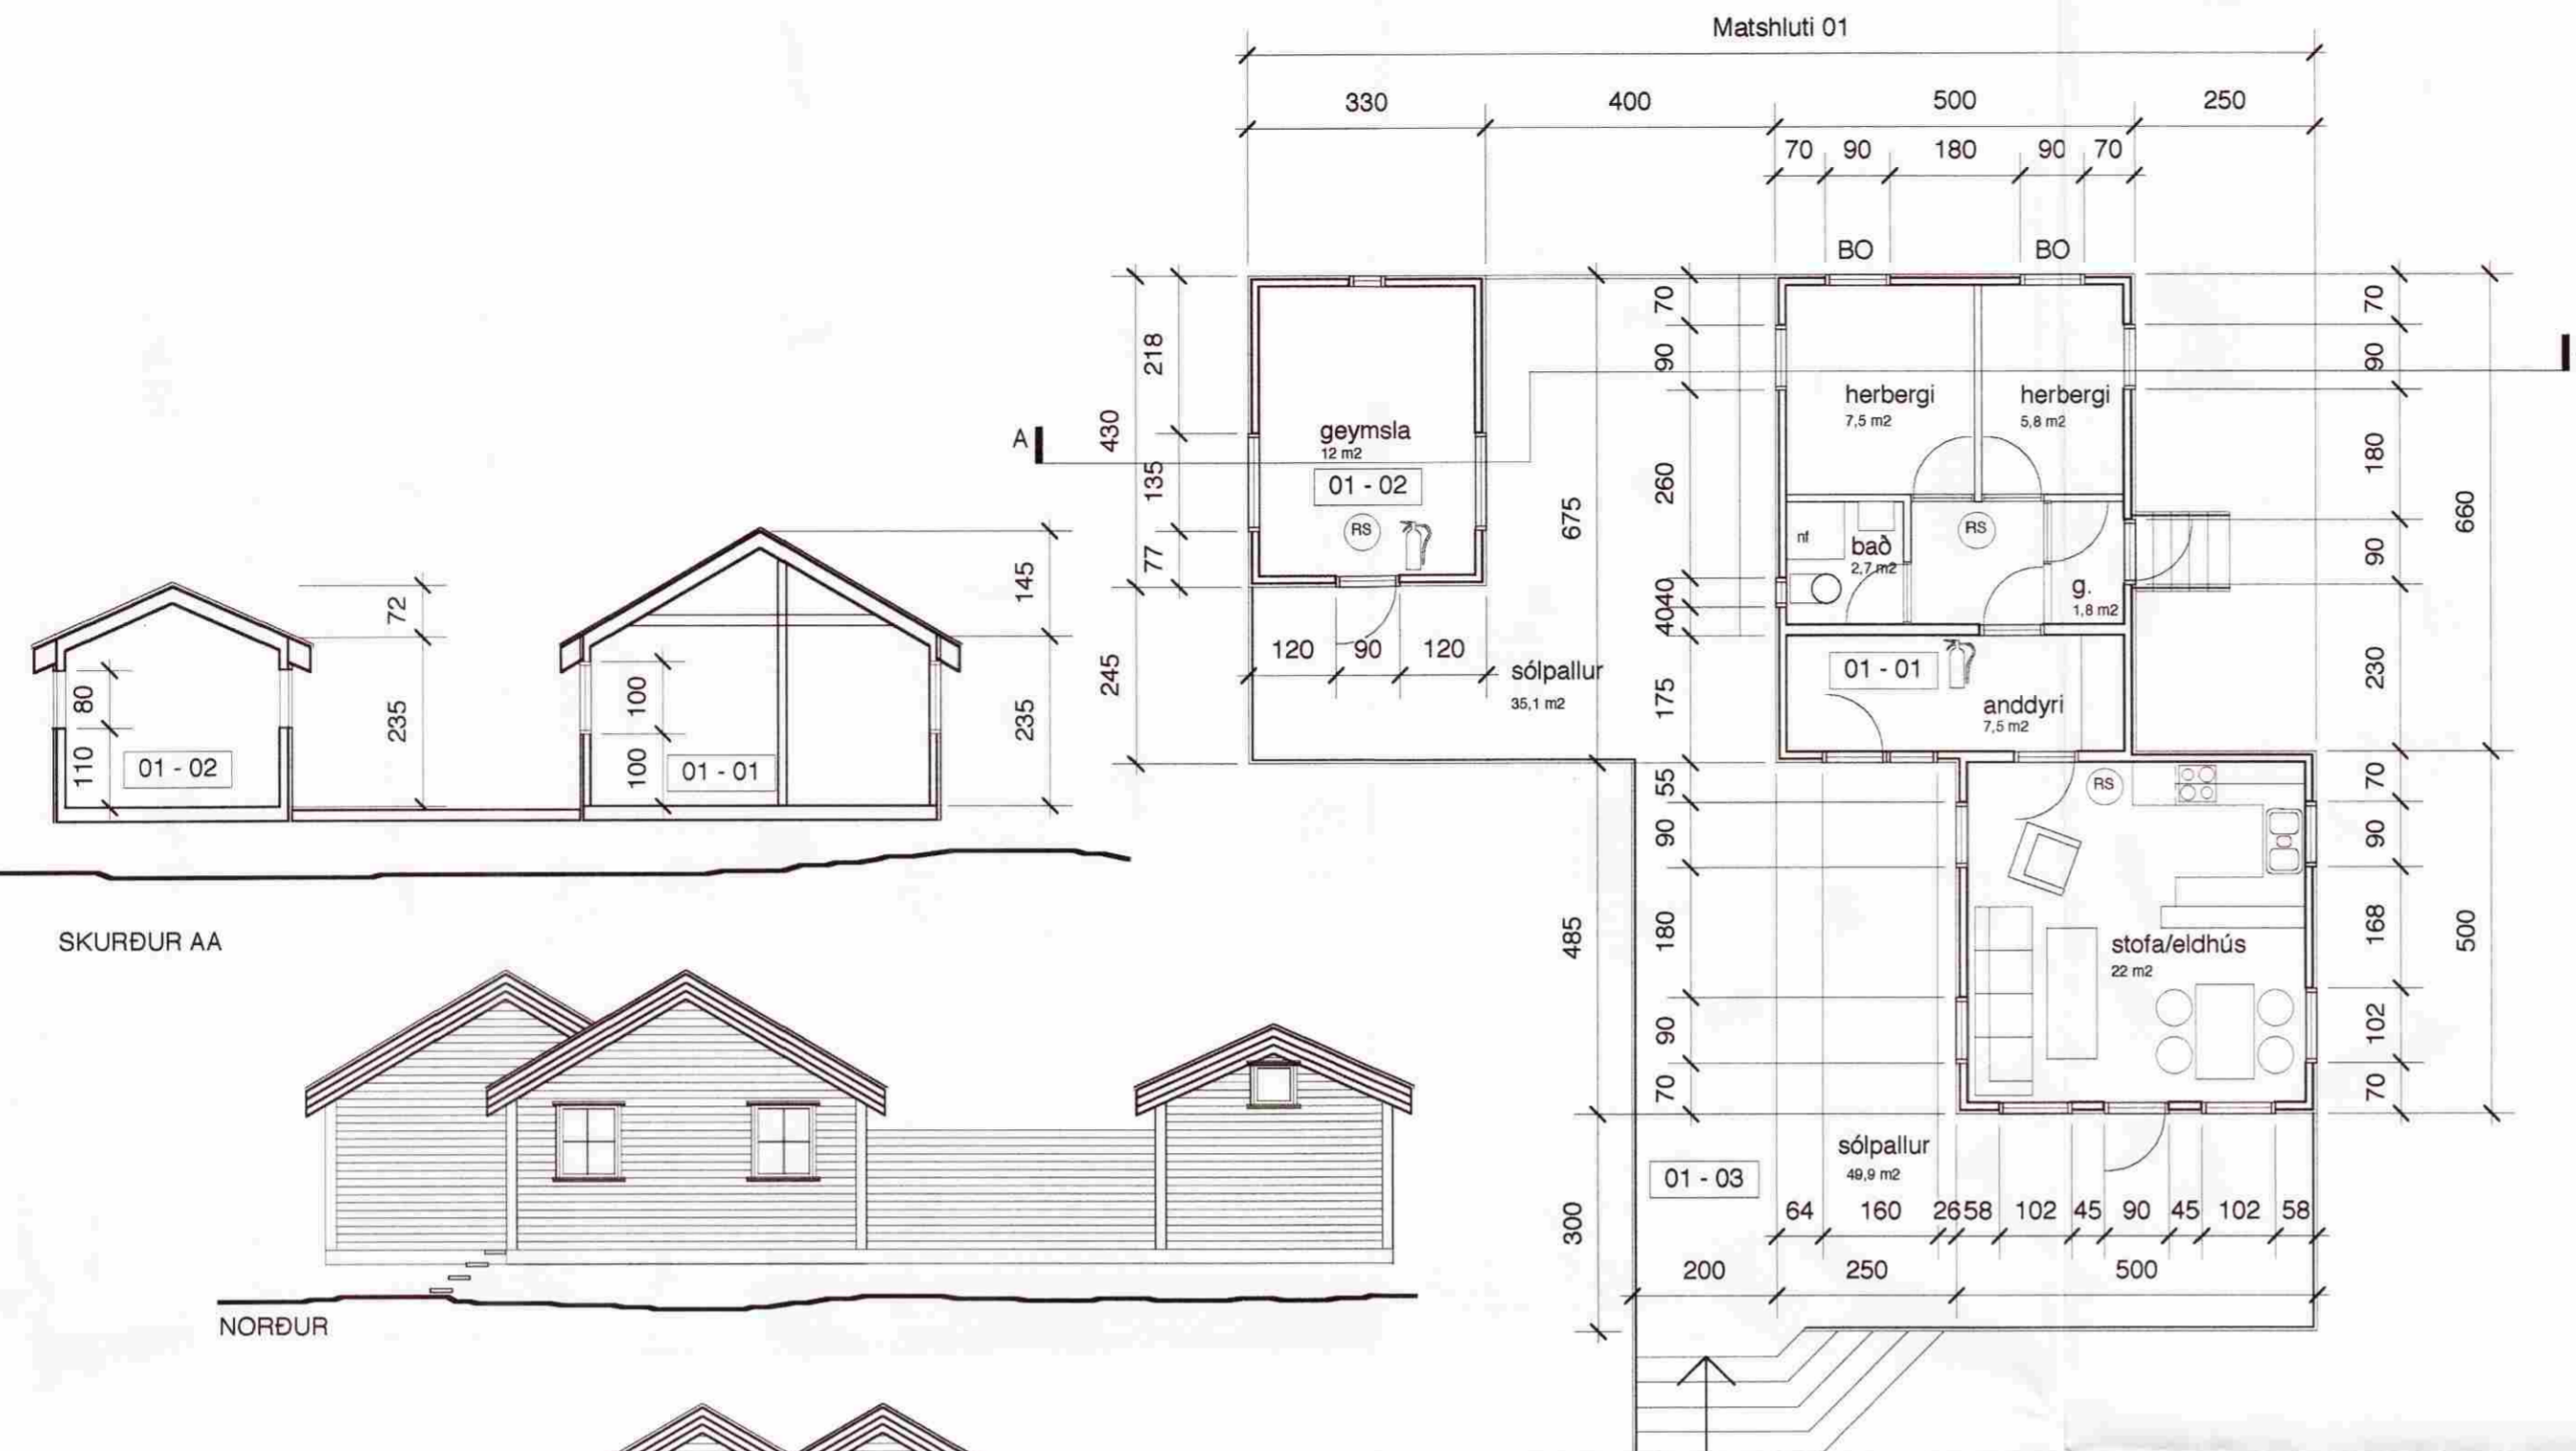 Matshluti 01
330 400 500 250
70 90 180 90 70
BO BO
218
135
77
430
245
675
485
300
70
90
260
40
40
175
55
90
180
90
70
70
90
180
90
230
70
90
168
102
70
660
500
A
geymsla
12 m2
01 - 02
RS
120 90 120
sólpallur
35,1 m2
herbergi
7,5 m2
herbergi
5,8 m2
nf
bað
2,7 m2
RS
g.
1,8 m2
01 - 01
anddyri
7,5 m2
RS
stofa/eldhús
22 m2
sólpallur
49,9 m2
01 - 03
64 160 26 58 102 45 90 45 102 58
200 250 500
72
235
80
110
01 - 02
145
235
100
100
01 - 01
SKURÐUR AA
NORÐUR